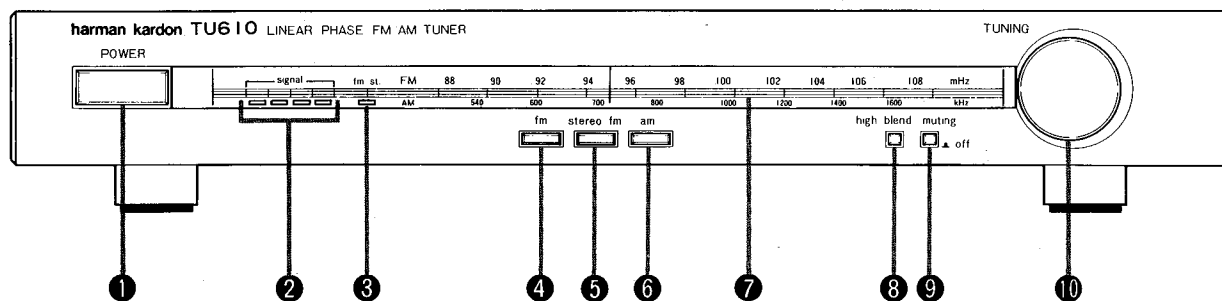 harman kardon TU610 LINEAR PHASE FM AM TUNER
TUNING
POWER
signal fm st. FM 88 90 92 94 96 98 100 102 104 106 108 mHz
AM 540 600 700 800 1000 1200 1400 1600 kHz
fm stereo fm am high blend muting
off
1 2 3 4 5 6 7 8 9 10